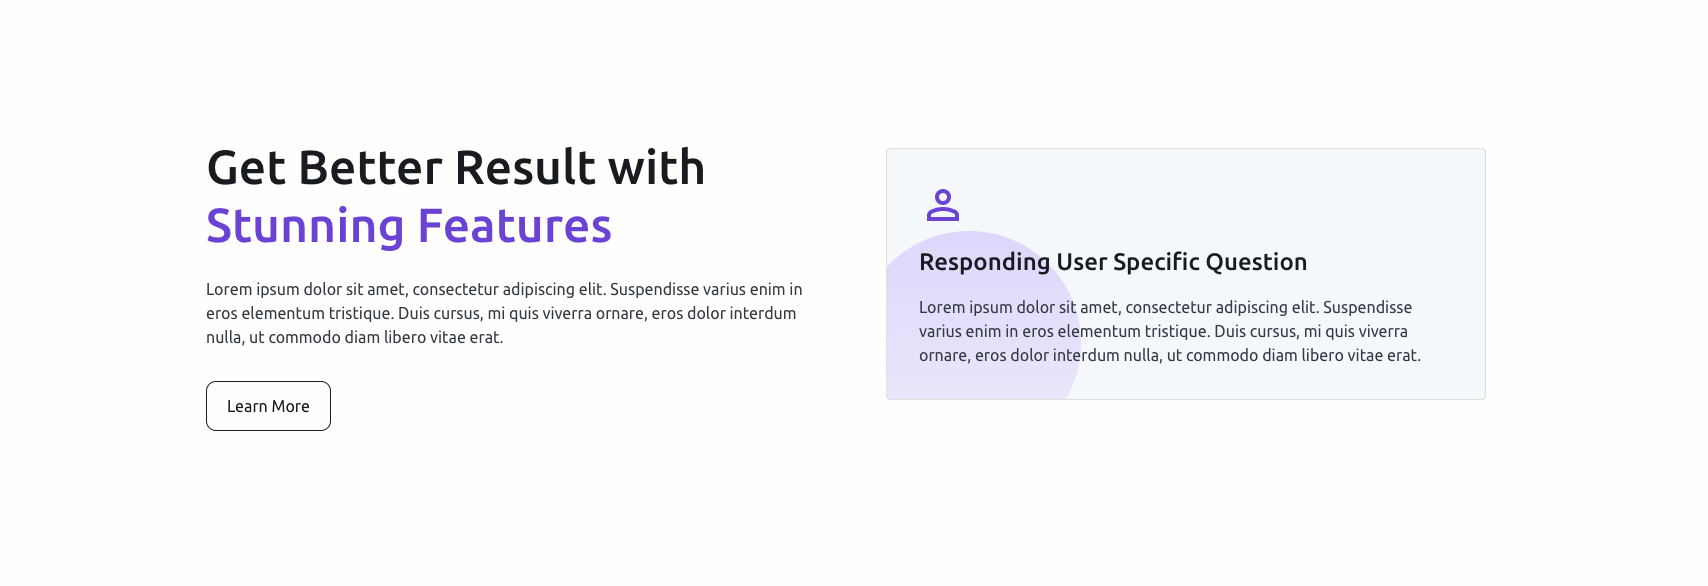 Get Better Result with
Stunning Features
Lorem ipsum dolor sit amet, consectetur adipiscing elit. Suspendisse varius enim in
eros elementum tristique. Duis cursus, mi quis viverra ornare, eros dolor interdum
nulla, ut commodo diam libero vitae erat.
Learn More
Responding User Specific Question
Lorem ipsum dolor sit amet, consectetur adipiscing elit. Suspendisse
varius enim in eros elementum tristique. Duis cursus, mi quis viverra
ornare, eros dolor interdum nulla, ut commodo diam libero vitae erat.